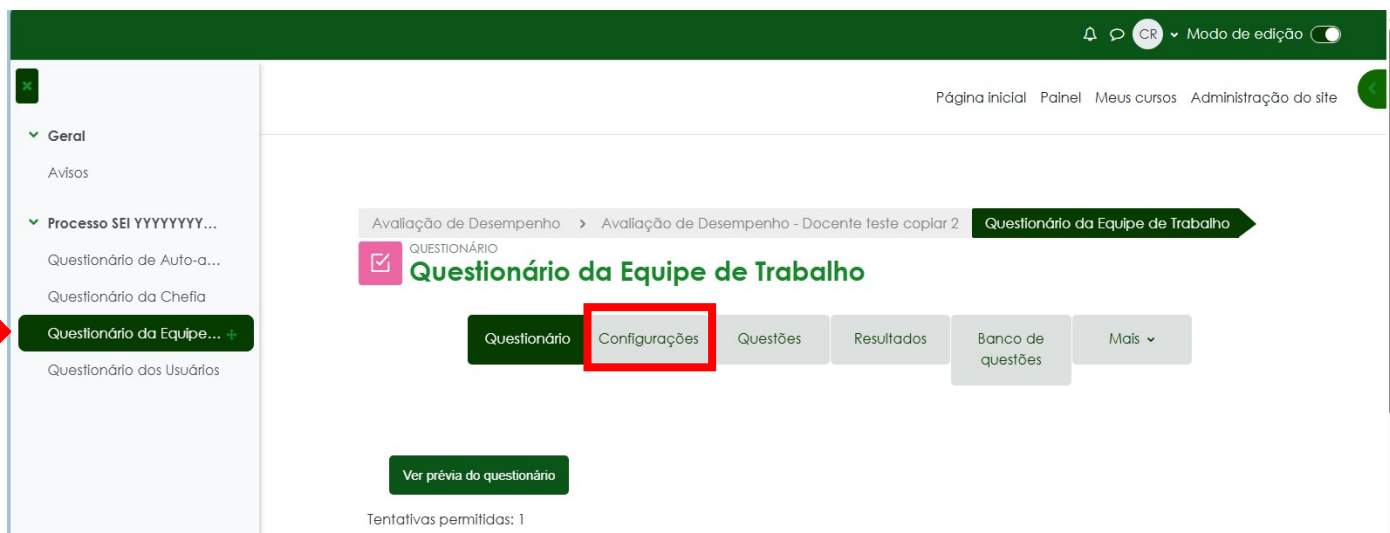 CR Modo de edição
Página inicial Painel Meus cursos Administração do site
Geral
Avisos
Processo SEI YYYYYYYY...
Questionário de Auto-a...
Questionário da Chefia
Questionário da Equipe...
Questionário dos Usuários
Avaliação de Desempenho Avaliação de Desempenho - Docente teste copiar 2 Questionário da Equipe de Trabalho
QUESTIONÁRIO
Questionário da Equipe de Trabalho
Questionário Configurações Questões Resultados Banco de questões Mais
Ver prévia do questionário
Tentativas permitidas: 1